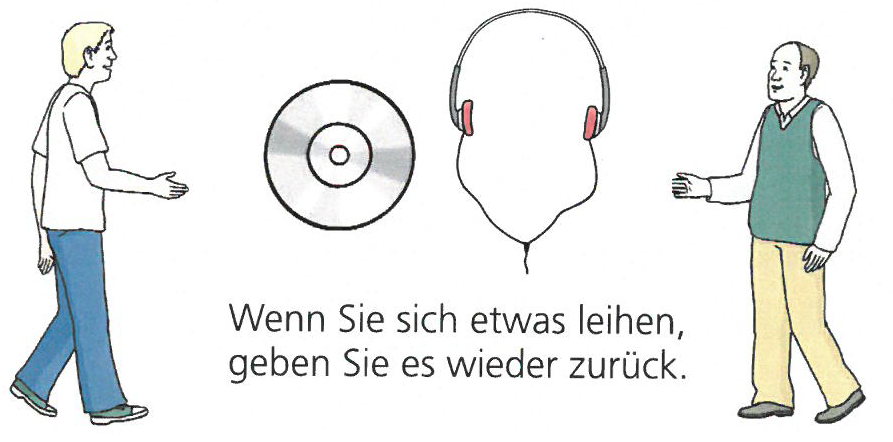 Wenn Sie sich etwas leihen,
geben Sie es wieder zurück.